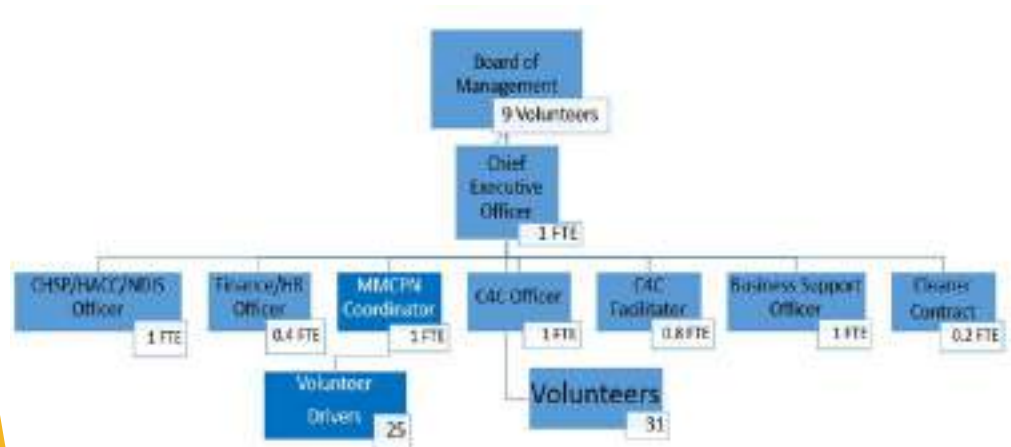 Board of
Management
9 Volunteers
Chief
Executive
Officer
1 FTE
CHSP/HACC/NDIS
Officer
1 FTE
Finance/HR
Officer
0.4 FTE
MMCPN
Coordinator
1 FTE
C4C Officer
1 FTE
C4C
Facilitator
0.8 FTE
Business Support
Officer
1 FTE
Cleaner
Contract
0.2 FTE
Volunteer
Drivers
25
Volunteers
31